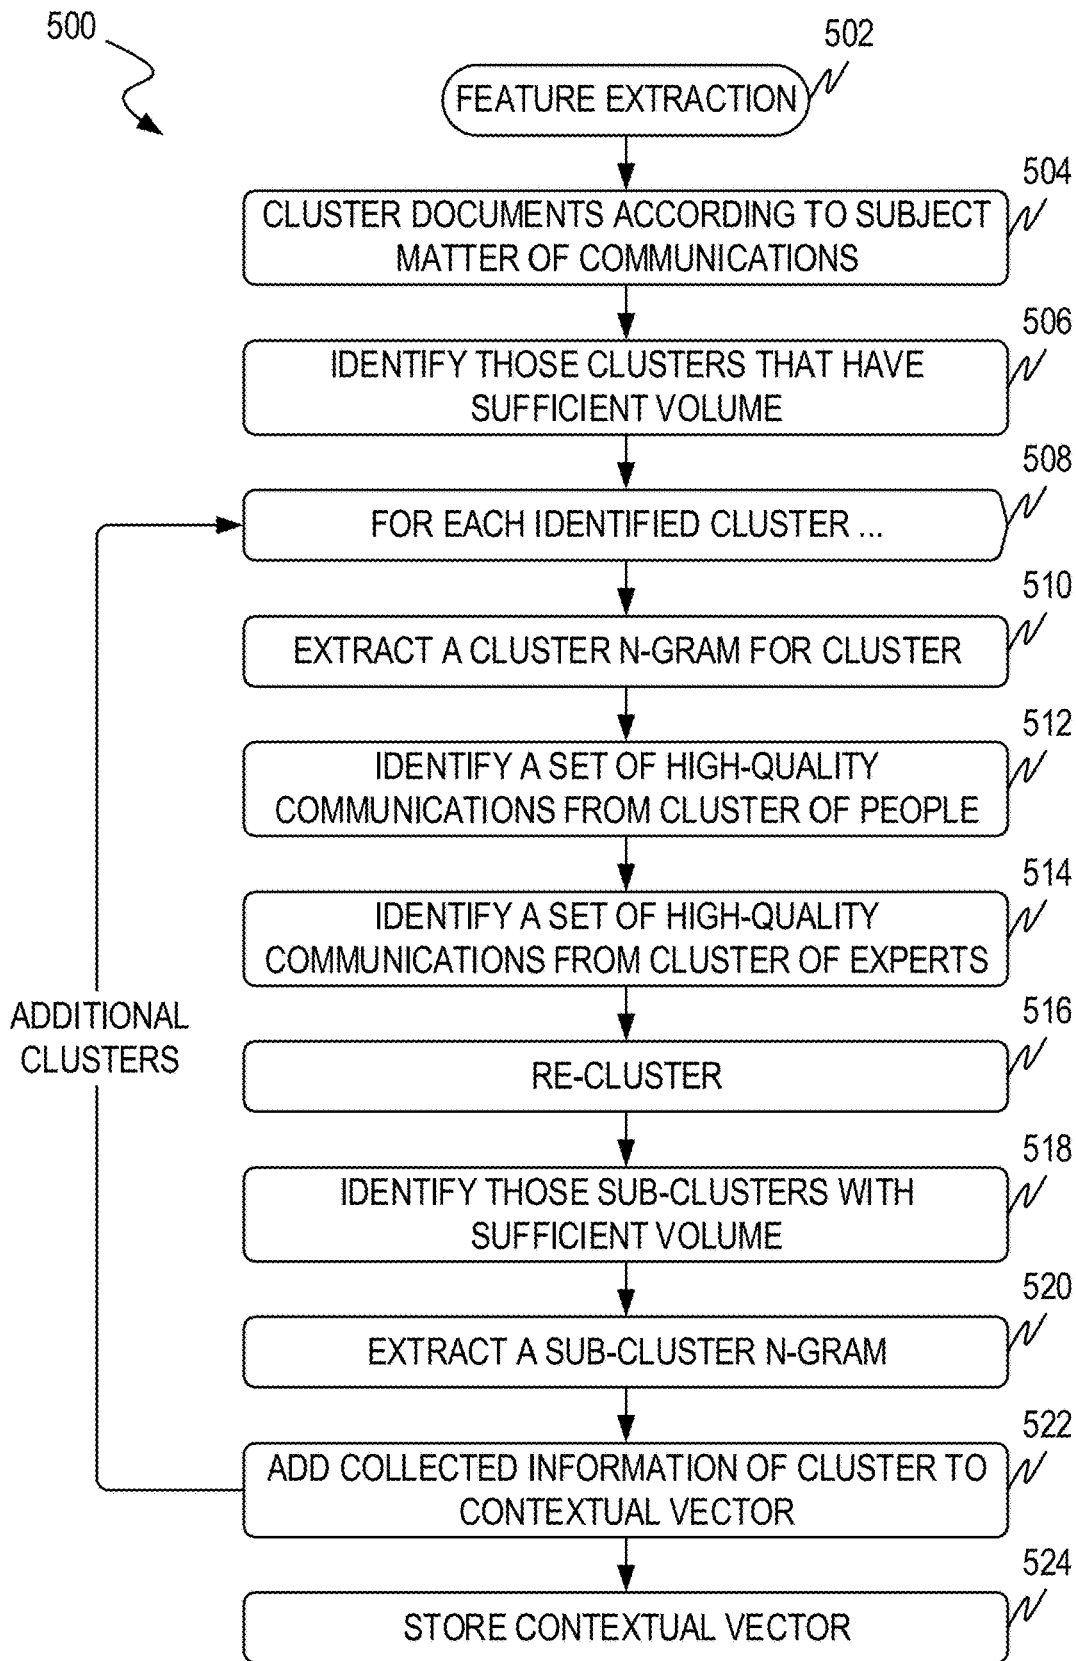 500
502
FEATURE EXTRACTION
504
CLUSTER DOCUMENTS ACCORDING TO SUBJECT
MATTER OF COMMUNICATIONS
506
IDENTIFY THOSE CLUSTERS THAT HAVE
SUFFICIENT VOLUME
508
FOR EACH IDENTIFIED CLUSTER ...
510
EXTRACT A CLUSTER N-GRAM FOR CLUSTER
512
IDENTIFY A SET OF HIGH-QUALITY
COMMUNICATIONS FROM CLUSTER OF PEOPLE
514
IDENTIFY A SET OF HIGH-QUALITY
COMMUNICATIONS FROM CLUSTER OF EXPERTS
ADDITIONAL
CLUSTERS
516
RE-CLUSTER
518
IDENTIFY THOSE SUB-CLUSTERS WITH
SUFFICIENT VOLUME
520
EXTRACT A SUB-CLUSTER N-GRAM
522
ADD COLLECTED INFORMATION OF CLUSTER TO
CONTEXTUAL VECTOR
524
STORE CONTEXTUAL VECTOR